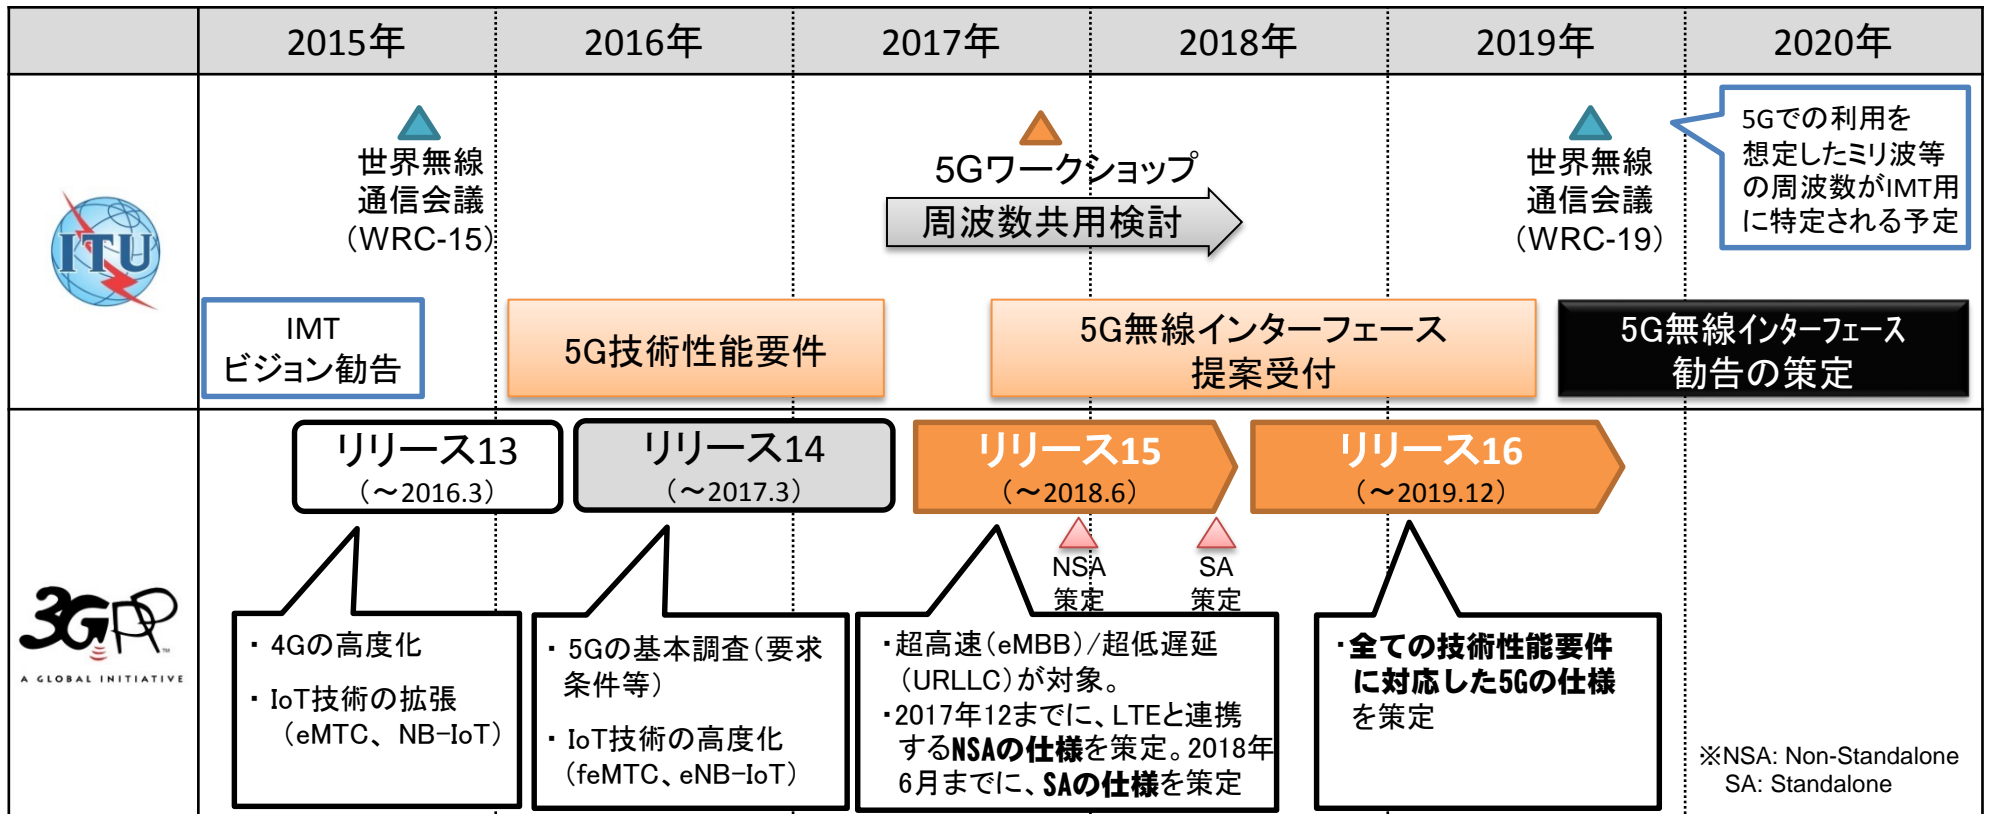 2015年
2016年
2017年
2018年
2019年
2020年
ITU
世界無線
通信会議
（WRC-15）
5Gワークショップ
周波数共用検討
世界無線
通信会議
（WRC-19）
5Gでの利用を
想定したミリ波等
の周波数がIMT用
に特定される予定
IMT
ビジョン勧告
5G技術性能要件
5G無線インターフェース
提案受付
5G無線インターフェース
勧告の策定
3GPP
A GLOBAL INITIATIVE
リリース13
（～2016.3）
リリース14
（～2017.3）
リリース15
（～2018.6）
リリース16
（～2019.12）
NSA
策定
SA
策定
・4Gの高度化
・IoT技術の拡張
（eMTC、NB-IoT）
・5Gの基本調査（要求
条件等）
・IoT技術の高度化
（feMTC、eNB-IoT）
・超高速（eMBB）/超低遅延
（URLLC）が対象。
・2017年12までに、LTEと連携
するNSAの仕様を策定。2018年
6月までに、SAの仕様を策定
・全ての技術性能要件
に対応した5Gの仕様
を策定
※NSA: Non-Standalone
SA: Standalone